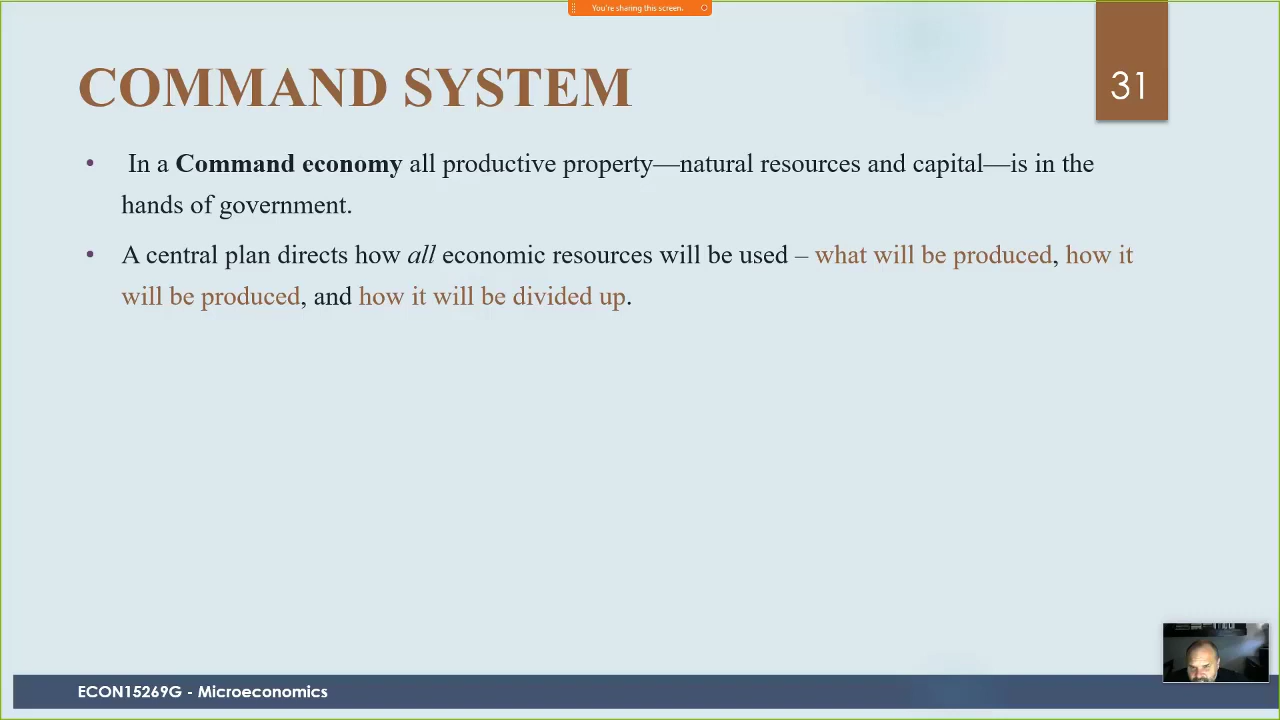 You're sharing this screen.
COMMAND SYSTEM
31
• In a Command economy all productive property—natural resources and capital—is in the
hands of government.
• A central plan directs how all economic resources will be used – what will be produced, how it
will be produced, and how it will be divided up.
ECON15269G - Microeconomics